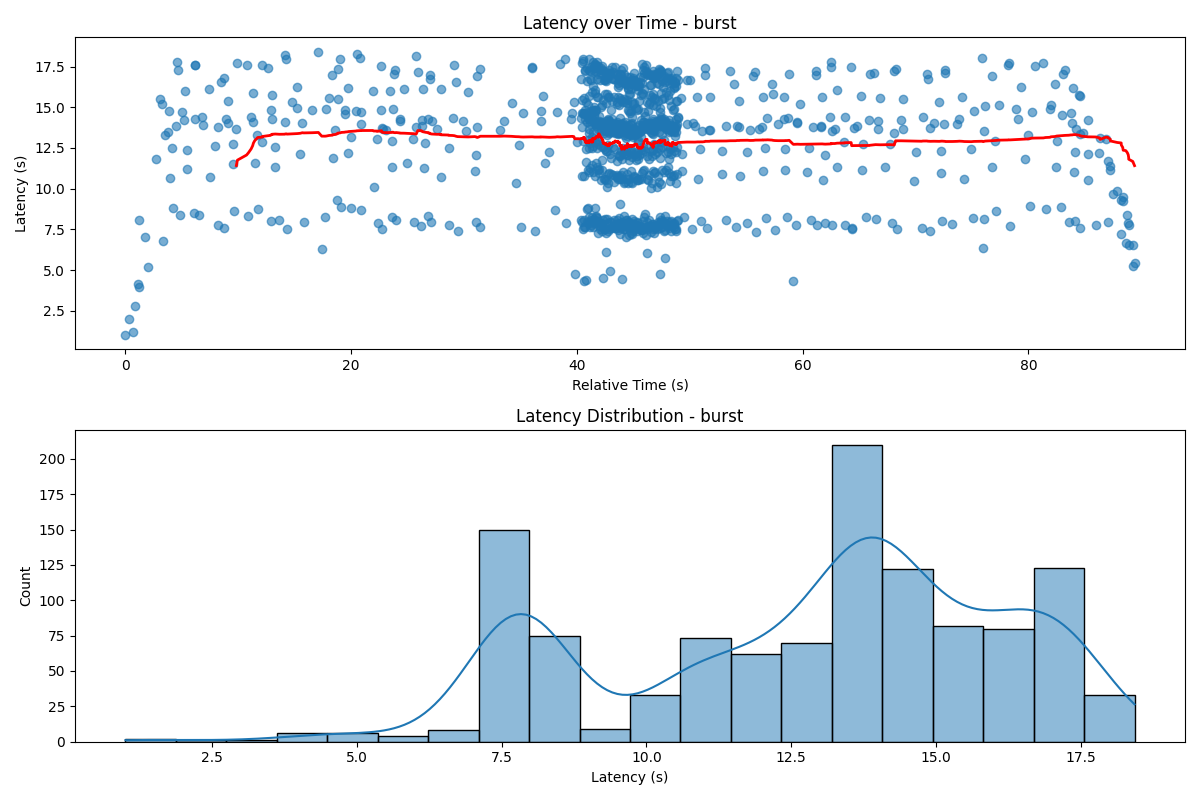 Latency over Time - burst
Latency (s)
17.5
15.0
12.5
10.0
7.5
5.0
2.5
0 20 40 60 80
Relative Time (s)
Latency Distribution - burst
Count
200
175
150
125
100
75
50
25
0
2.5 5.0 7.5 10.0 12.5 15.0 17.5
Latency (s)